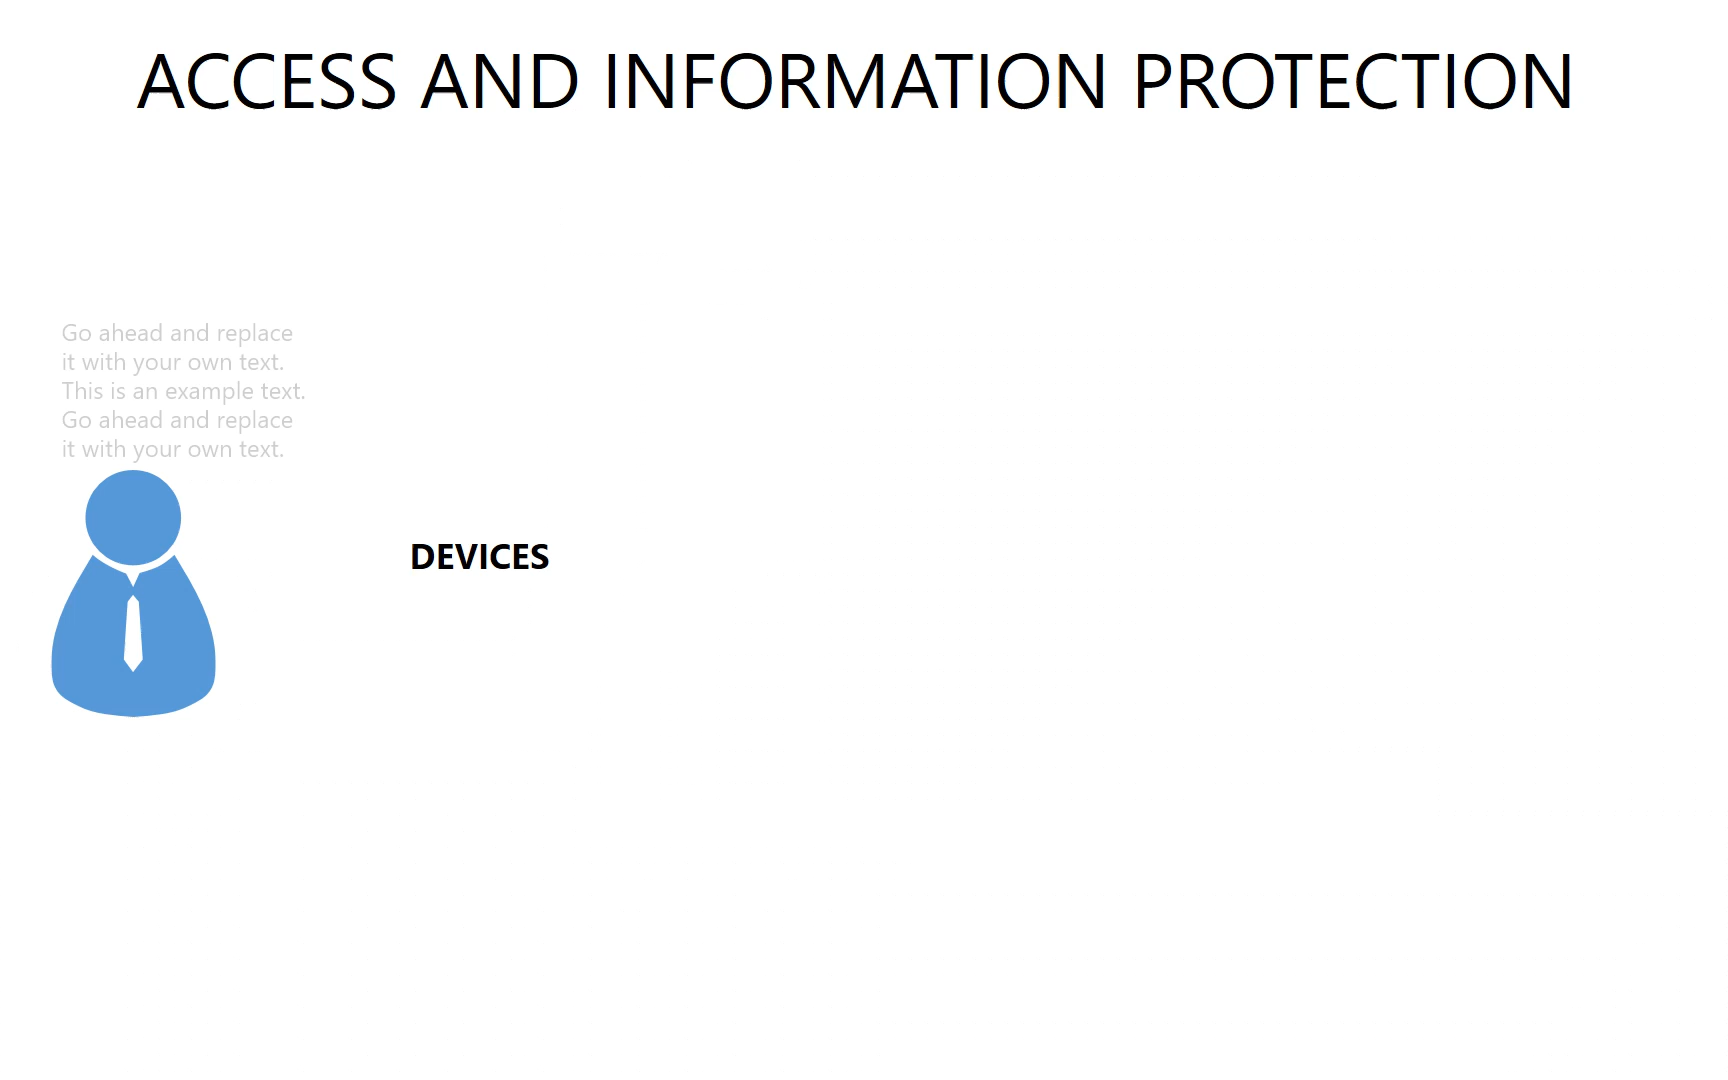 ACCESS AND INFORMATION PROTECTION
Go ahead and replace
it with your own text.
This is an example text.
Go ahead and replace
it with your own text.
DEVICES